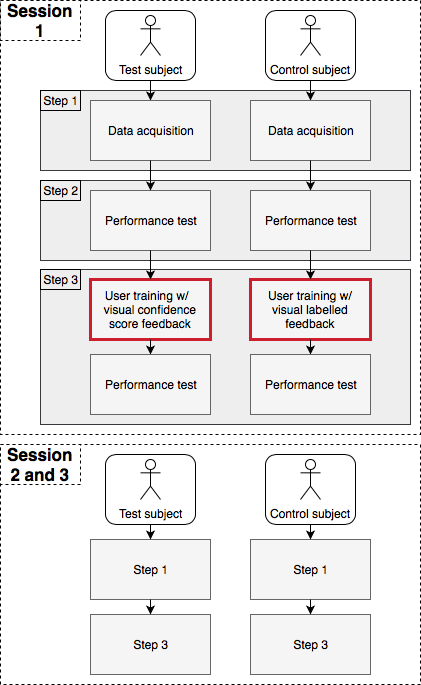 Session
1
Test subject
Control subject
Step 1
Data acquisition
Data acquisition
Step 2
Performance test
Performance test
Step 3
User training w/
visual confidence
score feedback
User training w/
visual labelled
feedback
Performance test
Performance test
Session
2 and 3
Test subject
Control subject
Step 1
Step 1
Step 3
Step 3